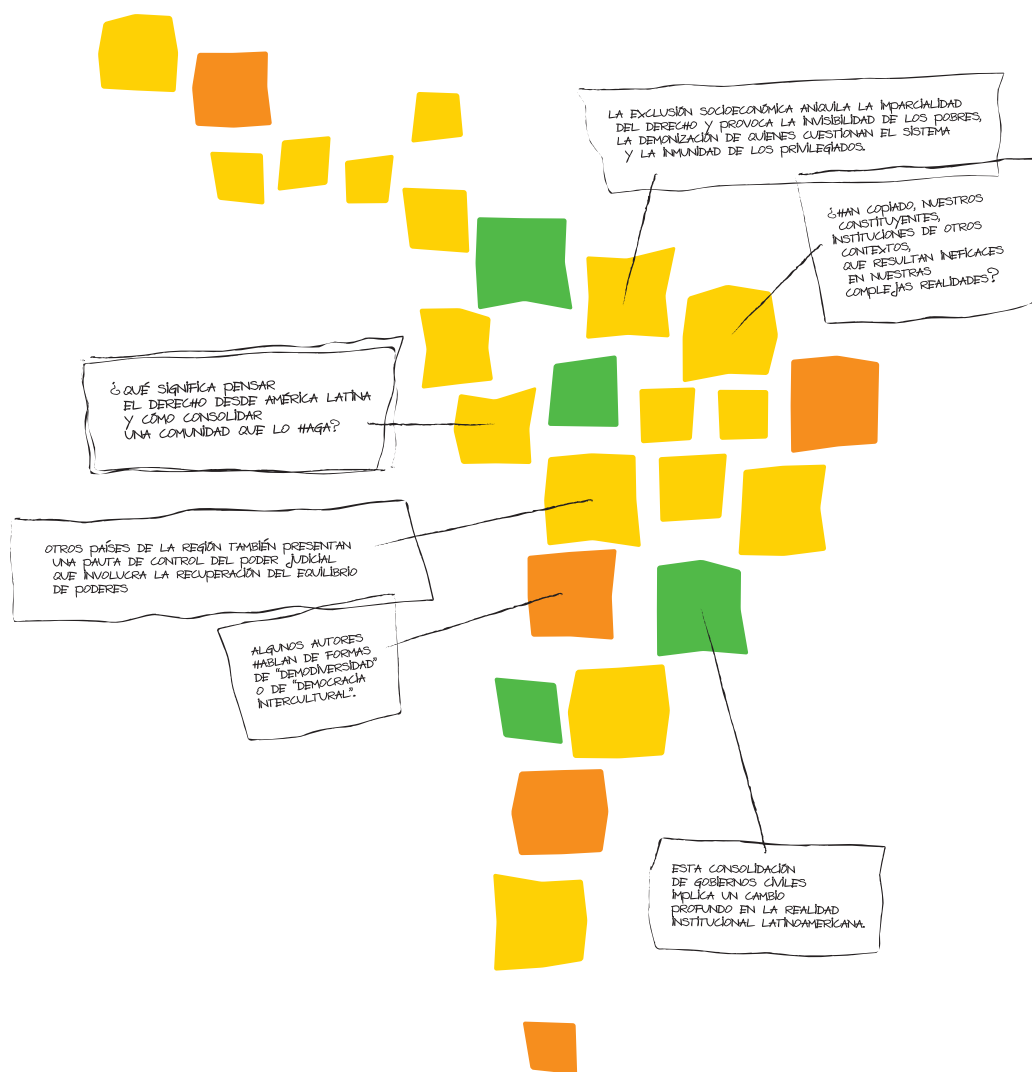 LA EXCLUSIÓN SOCIOECONÓMICA ANIQUILA LA IMPARCIALIDAD
DEL DERECHO Y PROVOCA LA INVISIBILIDAD DE LOS POBRES,
LA DEMONIZACIÓN DE QUIENES CUESTIONAN EL SISTEMA
Y LA INMUNIDAD DE LOS PRIVILEGIADOS.
¿HAN COPIADO, NUESTROS
CONSTITUYENTES,
INSTITUCIONES DE OTROS
CONTEXTOS,
QUE RESULTAN INEFICACES
EN NUESTRAS
COMPLEJAS REALIDADES?
¿QUÉ SIGNIFICA PENSAR
EL DERECHO DESDE AMÉRICA LATINA
Y CÓMO CONSOLIDAR
UNA COMUNIDAD QUE LO HAGA?
OTROS PAÍSES DE LA REGIÓN TAMBIÉN PRESENTAN
UNA PAUTA DE CONTROL DEL PODER JUDICIAL
QUE INVOLUCRA LA RECUPERACIÓN DEL EQUILIBRIO
DE PODERES
ALGUNOS AUTORES
HABLAN DE FORMAS
DE "DEMODIVERSIDAD"
O DE "DEMOCRACIA
INTERCULTURAL".
ESTA CONSOLIDACIÓN
DE GOBIERNOS CIVILES
IMPLICA UN CAMBIO
PROFUNDO EN LA REALIDAD
INSTITUCIONAL LATINOAMERICANA.